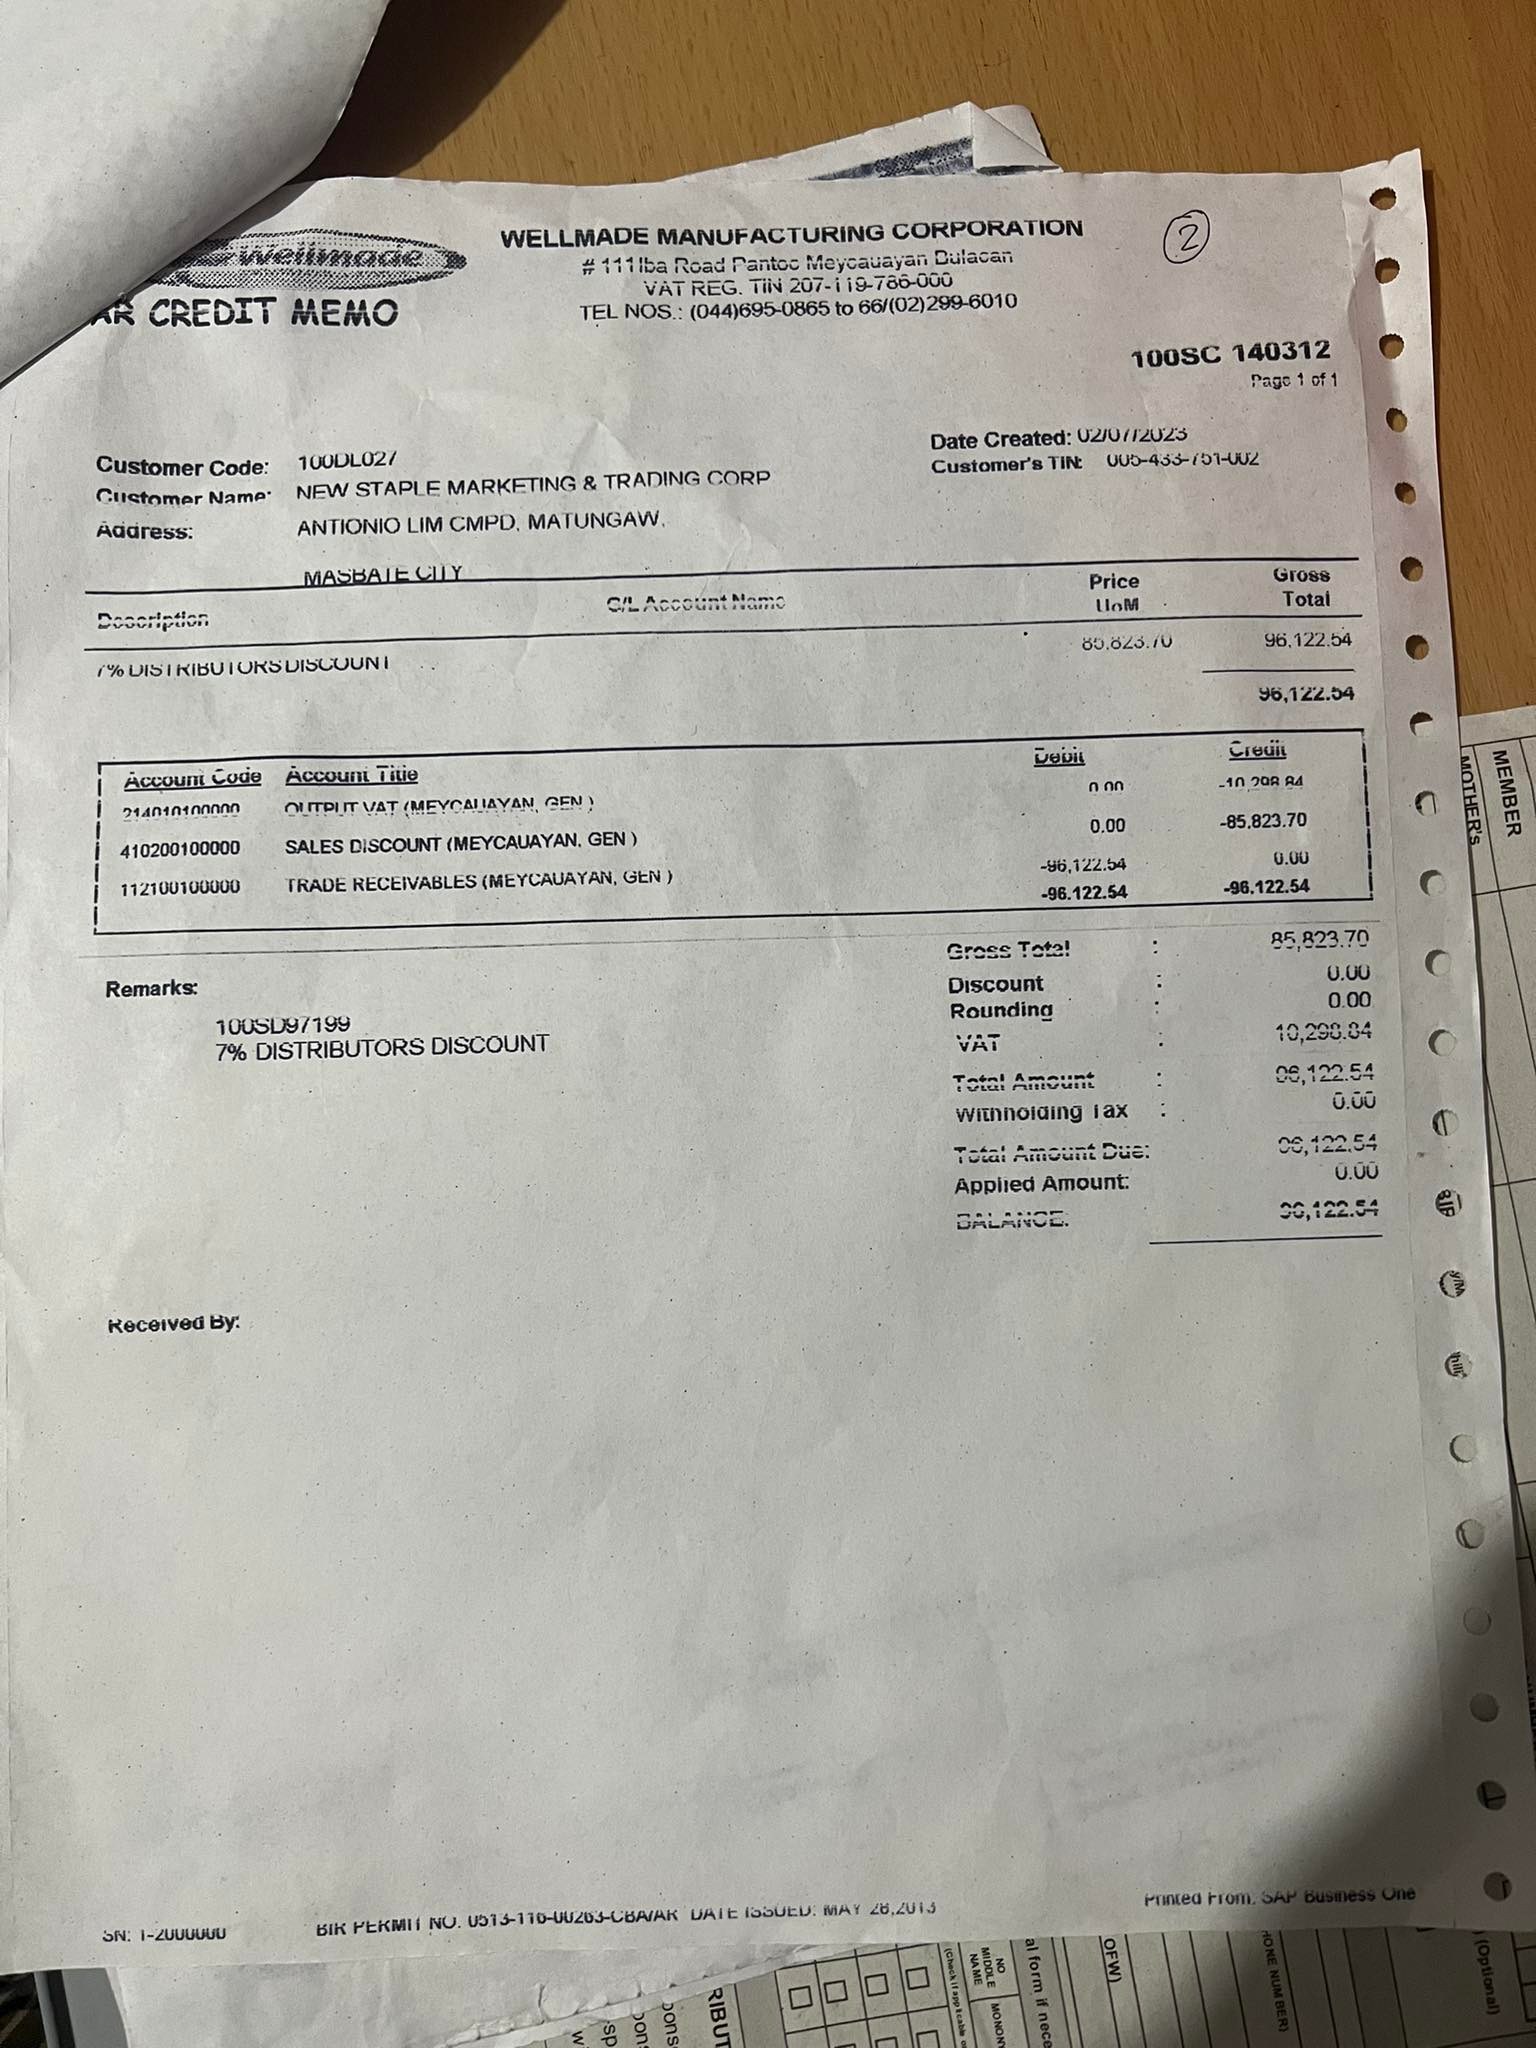 Wellmade
AR CREDIT MEMO
WELLMADE MANUFACTURING CORPORATION
# 111 Iba Road Pantoc Meycauayan Bulacan
VAT REG. TIN 207-119-786-000
TEL NOS.: (044)695-0865 to 66/(02)299-6010
2
100SC 140312
Page 1 of 1
Date Created: 02/07/2023
Customer's TIN: 005-433-751-002
Customer Code: 100DL027
Customer Name: NEW STAPLE MARKETING & TRADING CORP
Address: ANTIONIO LIM CMPD, MATUNGAW,
MASBATE CITY
Description G/L Account Name Price UoM Gross Total
7% DISTRIBUTORS DISCOUNT 85,823.70 96,122.54
96,122.54
Account Code Account Title Debit Credit
214010100000 OUTPUT VAT (MEYCAUAYAN, GEN ) 0.00 -10,298.84
410200100000 SALES DISCOUNT (MEYCAUAYAN, GEN ) 0.00 -85,823.70
112100100000 TRADE RECEIVABLES (MEYCAUAYAN, GEN ) -96,122.54 0.00
-96,122.54 -96,122.54
Gross Total : 85,823.70
Discount : 0.00
Rounding : 0.00
VAT : 10,298.84
Total Amount : 96,122.54
Withholding Tax : 0.00
Total Amount Due: 96,122.54
Applied Amount: 0.00
BALANCE: 96,122.54
Remarks:
100SD97199
7% DISTRIBUTORS DISCOUNT
Received By:
SN: 1-2000000
BIR PERMIT NO. 0513-116-00263-CBA/AR DATE ISSUED: MAY 28,2013
Printed From: SAP Business One
MEMBER
MOTHER'S
(Optional)
HONE NUMBER)
OFW)
al form if nece
NO MIDDLE NAME
(Check if applicable o
MONONY
RIBUT